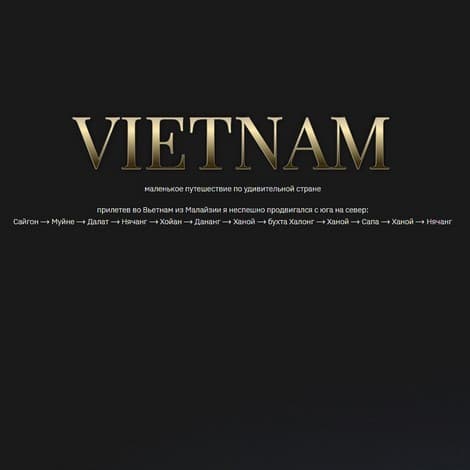 VIETNAM
маленькое путешествие по удивительной стране
прилетев во Вьетнам из Малайзии я неспешно продвигался с юга на север:
Сайгон → Муйне → Далат → Нячанг → Хойан → Дананг → Ханой → бухта Халонг → Ханой → Сапа → Ханой → Нячанг